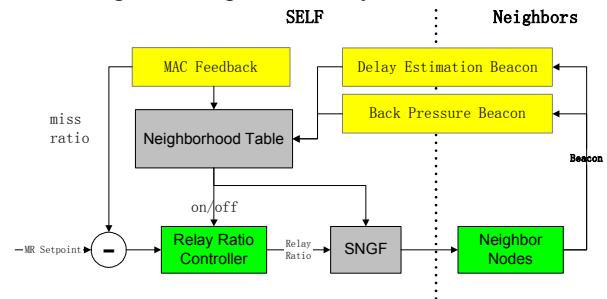 SELF
Neighbors
MAC Feedback
Delay Estimation Beacon
Back Pressure Beacon
miss
ratio
Neighborhood Table
Beacon
on/off
MR Setpoint
-
Relay Ratio
Controller
Relay
Ratio
SNGF
Neighbor
Nodes